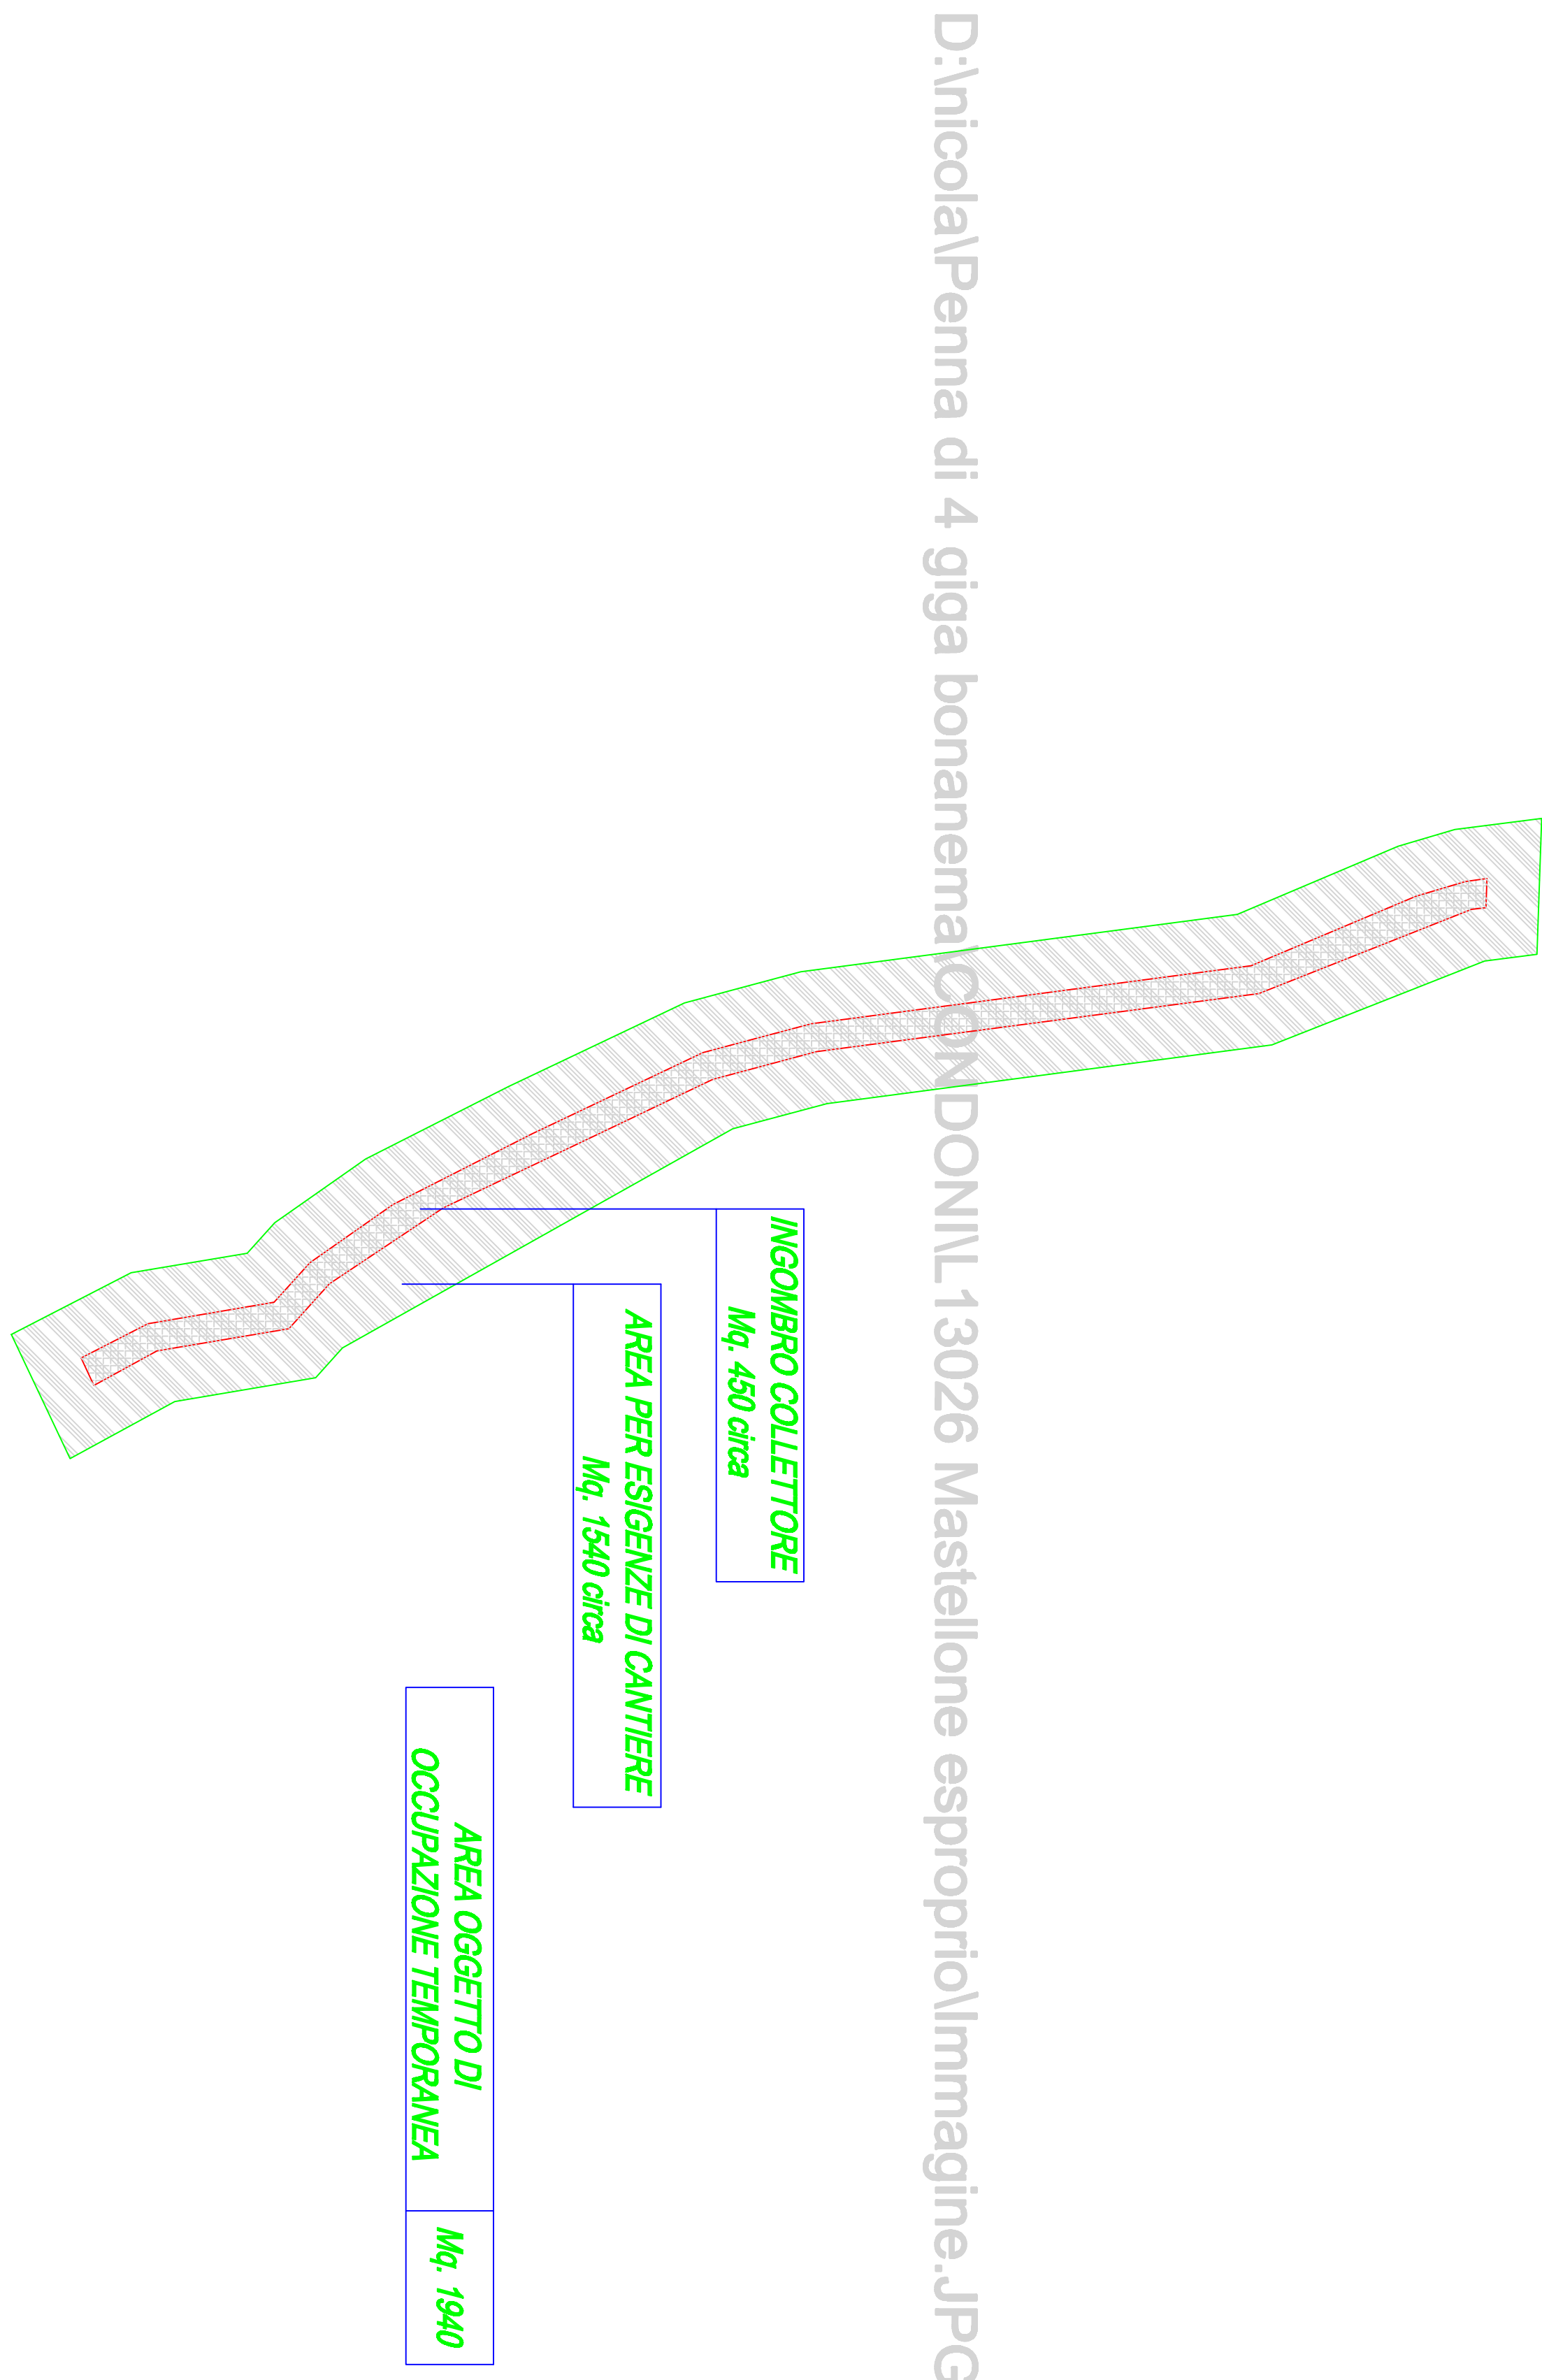 D:\nicola\Penna di 4 giga bonanema\CONDONI\L 13026 Mastellone esproprio\Immagine.JPG
INGOMBRO COLLETTORE
Mq. 450 circa
AREA PER ESIGENZE DI CANTIERE
Mq. 1540 circa
AREA OGGETTO DI
OCCUPAZIONE TEMPORANEA
Mq. 1940